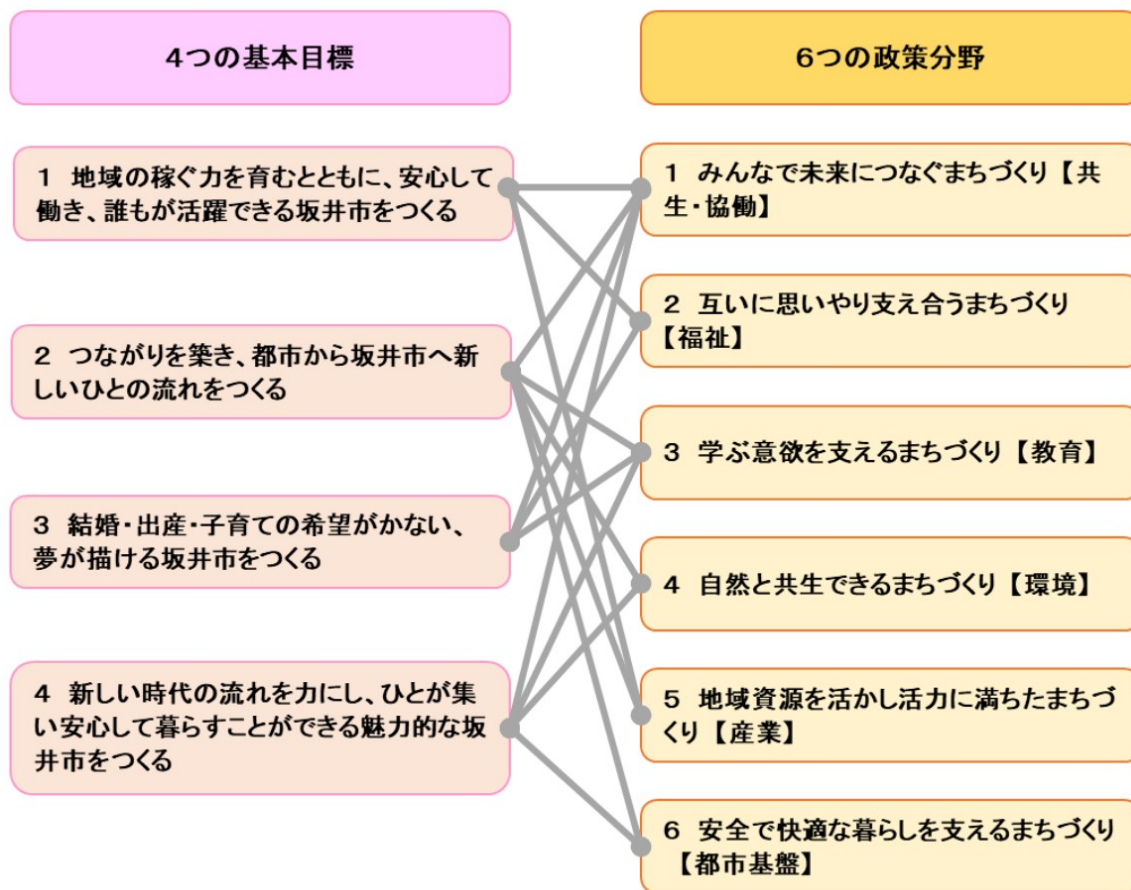 4つの基本目標
1 地域の稼ぐ力を育むとともに、安心して
働き、誰もが活躍できる坂井市をつくる
2 つながりを築き、都市から坂井市へ新
しいひとの流れをつくる
3 結婚・出産・子育ての希望がかない、
夢が描ける坂井市をつくる
4 新しい時代の流れを力にし、ひとが集
い安心して暮らすことができる魅力的な坂
井市をつくる
6つの政策分野
1 みんなで未来につなぐまちづくり【共
生・協働】
2 互いに思いやり支え合うまちづくり
【福祉】
3 学ぶ意欲を支えるまちづくり【教育】
4 自然と共生できるまちづくり【環境】
5 地域資源を活かし活力に満ちたまちづ
くり【産業】
6 安全で快適な暮らしを支えるまちづくり
【都市基盤】